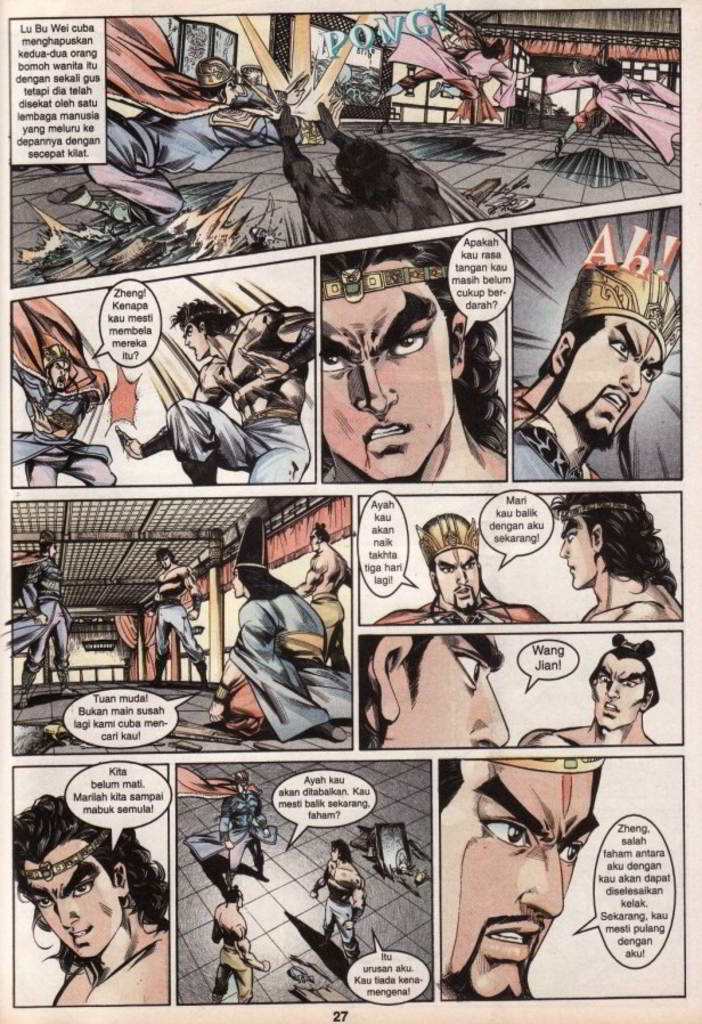 Lu Bu Wei cuba
menghapuskan
kedua-dua orang
bomoh wanita itu
dengan sekali gus
tetapi dia telah
disekat oleh satu
lembaga manusia
yang meluru ke
depannya dengan
secepat kilat.
PONG!
Zheng!
Kenapa
kau mesti
membela
mereka
itu?
Apakah
kau rasa
tangan kau
masih belum
cukup ber-
darah?
Ah!
Tuan muda!
Bukan main susah
lagi kami cuba men-
cari kau!
Ayah
kau
akan
naik
takhta
tiga hari
lagi!
Mari
kau balik
dengan aku
sekarang!
Wang
Jian!
Kita
belum mati.
Marilah kita sampai
mabuk semula!
Ayah kau
akan ditabalkan. Kau
mesti balik sekarang,
faham?
Itu
urusan aku.
Kau tiada kena-
mengena!
Zheng,
salah
faham antara
aku dengan
kau akan dapat
diselesaikan
kelak.
Sekarang, kau
mesti pulang
dengan
aku!
27